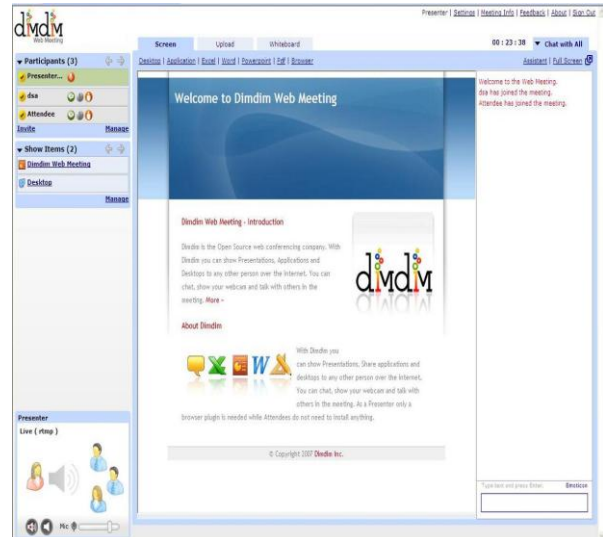 Presenter | Settings | Meeting Info | Feedback | About | Sign Out
dimdim
Web Meeting
Screen Upload Whiteboard
00 : 23 : 38 Chat with All
Desktop | Application | Excel | Word | Powerpoint | Pdf | Browser
Assistant | Full Screen
Participants (3)
Presenter...
dsa
Attendee
Invite Manage
Show Items (2)
Dimdim Web Meeting
Desktop
Manage
Welcome to Dimdim Web Meeting
Dimdim Web Meeting - Introduction
Dimdim is the Open Source web conferencing company. With
Dimdim you can show Presentations, Applications and
Desktops to any other person over the Internet. You can
chat, show your webcam and talk with others in the
meeting. More -
dimdim
About Dimdim
With Dimdim you
can show Presentations, Share applications and
desktops to any other person over the Internet.
You can chat, show your webcam and talk with
others in the meeting. As a Presenter only a
browser plugin is needed while Attendees do not need to install anything.
© Copyright 2007 Dimdim Inc.
Welcome to the Web Meeting.
dsa has joined the meeting.
Attendee has joined the meeting.
Type text and press Enter. Emoticon
Presenter
Live ( rtmp )
Mic